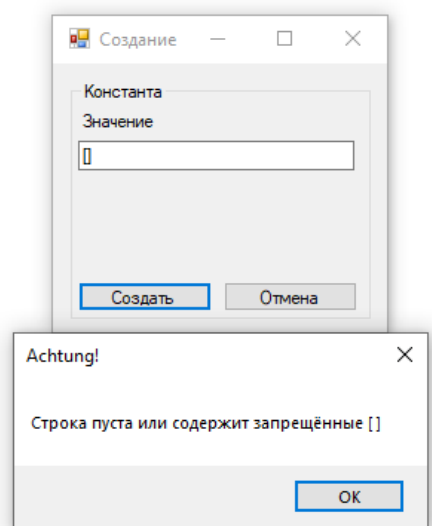 Создание
Константа
Значение
[]
Создать Отмена
Achtung!
Строка пуста или содержит запрещённые [ ]
OK